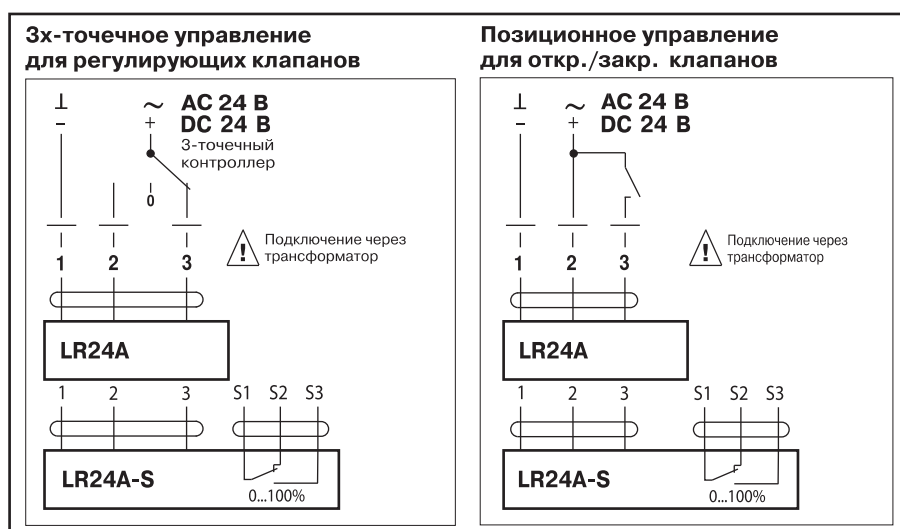 3х-точечное управление
для регулирующих клапанов
⊥ ~ AC 24 В
– + DC 24 В
3-точечный
контроллер
0
Подключение через
трансформатор
1 2 3
LR24A
1 2 3 S1 S2 S3
LR24A-S
0...100%
Позиционное управление
для откр./закр. клапанов
⊥ ~ AC 24 В
– + DC 24 В
Подключение через
трансформатор
1 2 3
LR24A
1 2 3 S1 S2 S3
LR24A-S
0...100%